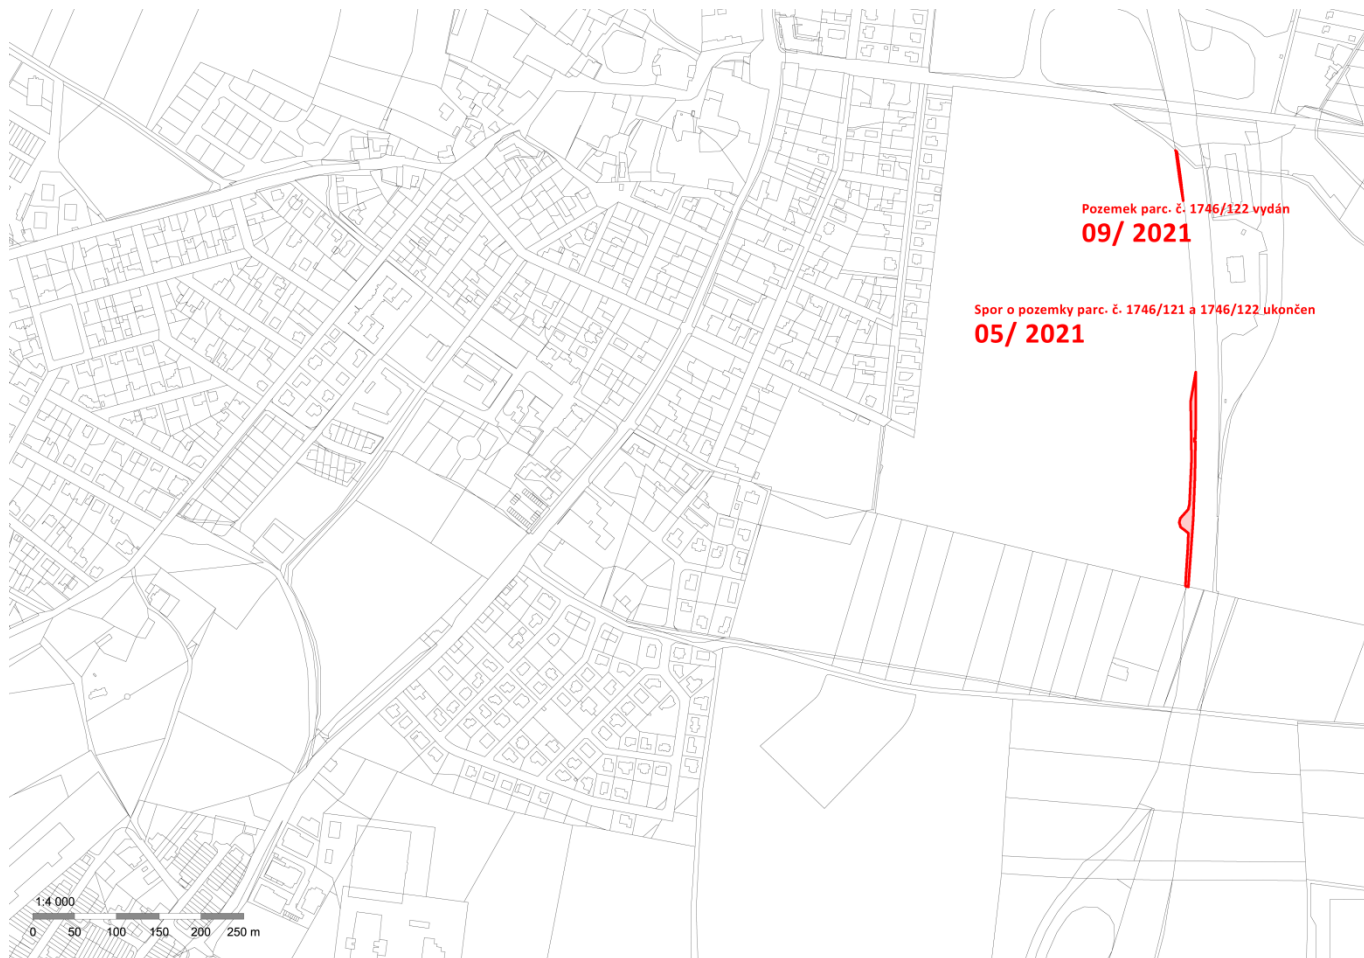 Pozemek parc. č. 1746/122 vydán
09/ 2021
Spor o pozemky parc. č. 1746/121 a 1746/122 ukončen
05/ 2021
1:4 000
0 50 100 150 200 250 m